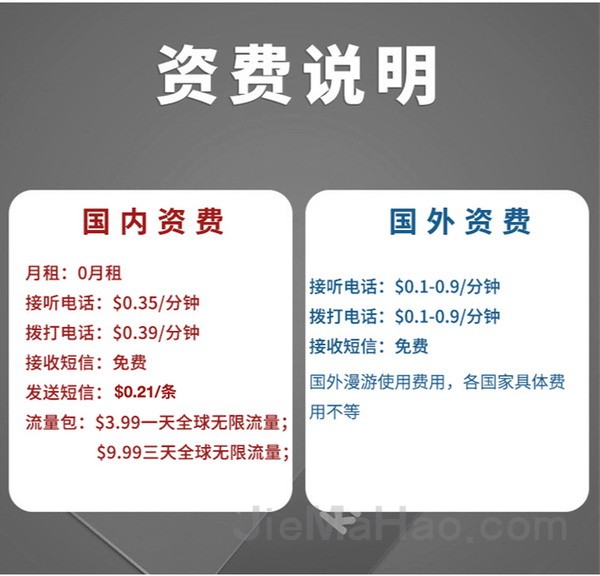 资费说明
国内资费
月租：0月租
接听电话：$0.35/分钟
拨打电话：$0.39/分钟
接收短信：免费
发送短信：$0.21/条
流量包：$3.99一天全球无限流量；
$9.99三天全球无限流量；
国外资费
接听电话：$0.1-0.9/分钟
拨打电话：$0.1-0.9/分钟
接收短信：免费
国外漫游使用费用，各国家具体费
用不等
JieMaHao.com